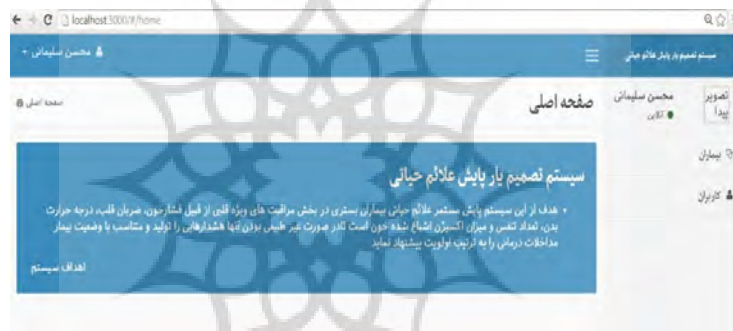 localhost:3000/#/home
سیستم تصمیم یار پایش علائم حیاتی
محسن سلیمانی
تصویر پیدا
محسن سلیمانی
آنلاین
بیماران
کاربران
صفحه اصلی
صفحه اصلی
سیستم تصمیم یار پایش علائم حیاتی
هدف از این سیستم پایش مستمر علائم حیاتی بیماران بستری در بخش مراقبت های ویژه قلبی از قبیل فشارخون، ضربان قلب، درجه حرارت
بدن، تعداد تنفس و میزان اکسیژن اشباع شده خون است تادر صورت غیر طبیعی بودن آنها هشدارهایی را تولید و متناسب با وضعیت بیمار
مداخلات درمانی را به ترتیب اولویت پیشنهاد نماید
اهداف سیستم